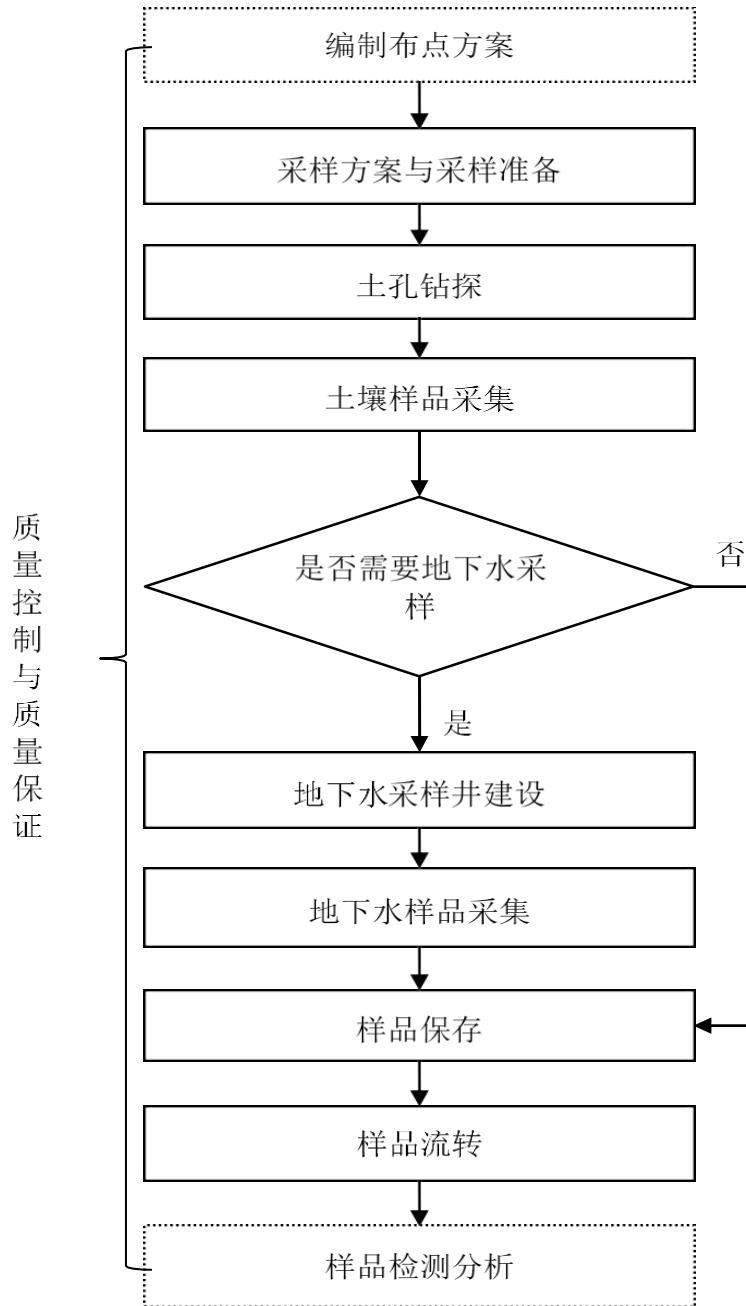 编制布点方案
采样方案与采样准备
土孔钻探
土壤样品采集
是否需要地下水采
样
否
是
地下水采样井建设
地下水样品采集
样品保存
样品流转
样品检测分析
质量控制与质量保证